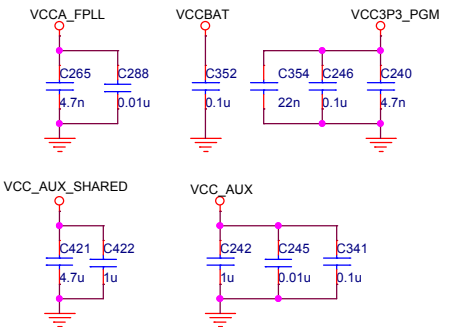 VCCA_FPLL VCCBAT VCC3P3_PGM
C265 C288 C352 C354 C246 C240
4.7n 0.01u 0.1u 22n 0.1u 4.7n
VCC_AUX_SHARED VCC_AUX
C421 C422 C242 C245 C341
4.7u 1u 1u 0.01u 0.1u